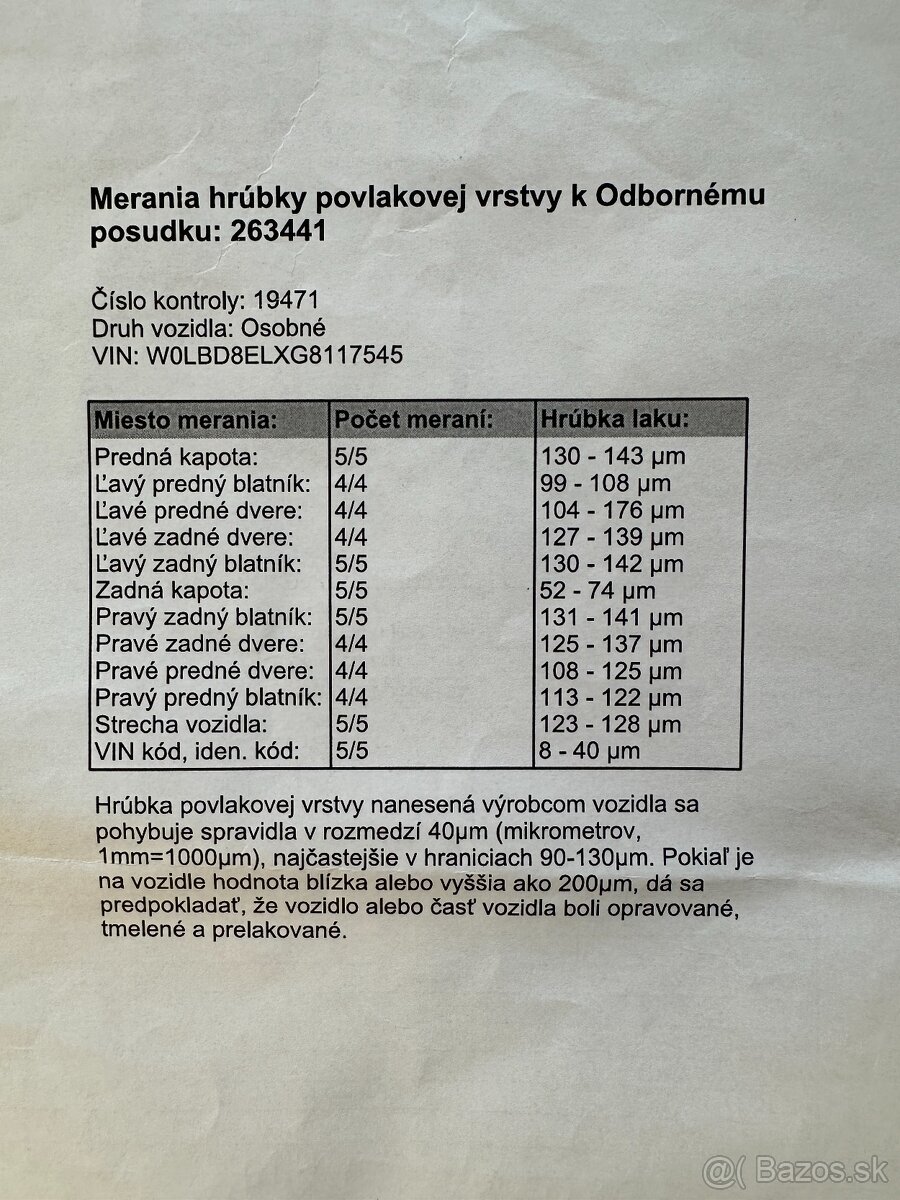 Merania hrúbky povlakovej vrstvy k Odbornému
posudku: 263441
Číslo kontroly: 19471
Druh vozidla: Osobné
VIN: W0LBD8ELXG8117545
Miesto merania: Počet meraní: Hrúbka laku:
Predná kapota: 5/5 130 - 143 µm
Ľavý predný blatník: 4/4 99 - 108 µm
Ľavé predné dvere: 4/4 104 - 176 µm
Ľavé zadné dvere: 4/4 127 - 139 µm
Ľavý zadný blatník: 5/5 130 - 142 µm
Zadná kapota: 5/5 52 - 74 µm
Pravý zadný blatník: 5/5 131 - 141 µm
Pravé zadné dvere: 4/4 125 - 137 µm
Pravé predné dvere: 4/4 108 - 125 µm
Pravý predný blatník: 4/4 113 - 122 µm
Strecha vozidla: 5/5 123 - 128 µm
VIN kód, iden. kód: 5/5 8 - 40 µm
Hrúbka povlakovej vrstvy nanesená výrobcom vozidla sa
pohybuje spravidla v rozmedzí 40µm (mikrometrov,
1mm=1000µm), najčastejšie v hraniciach 90-130µm. Pokiaľ je
na vozidle hodnota blízka alebo vyššia ako 200µm, dá sa
predpokladať, že vozidlo alebo časť vozidla boli opravované,
tmelené a prelakované.
@( Bazos.sk